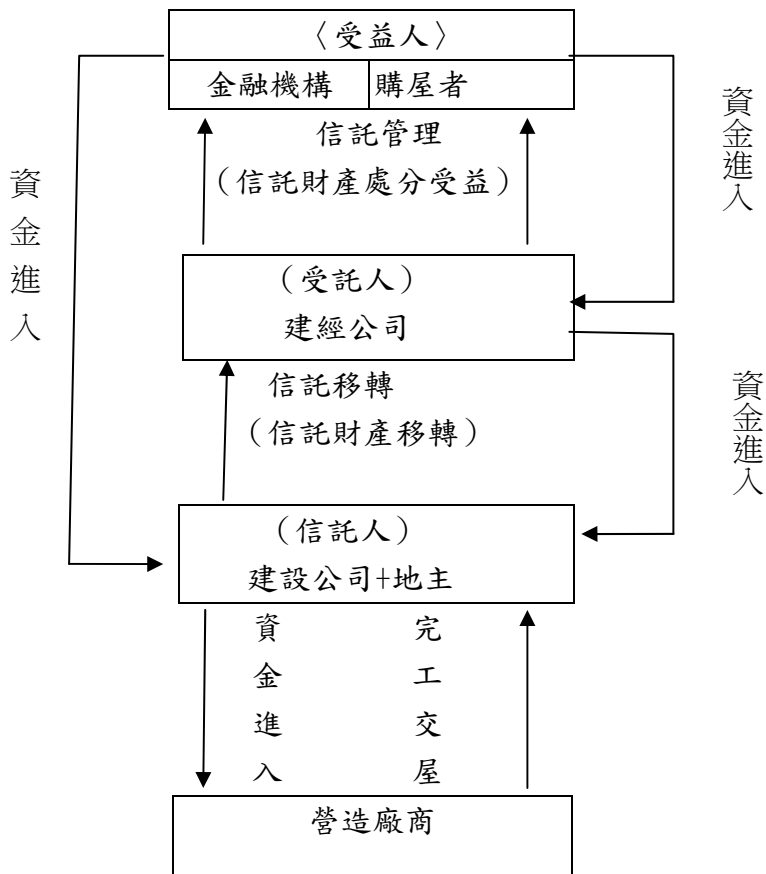 〈受益人〉
金融機構 購屋者
信託管理
（信託財產處分受益）
資金進入
資金進入
（受託人）
建經公司
信託移轉
（信託財產移轉）
資金進入
（信託人）
建設公司+地主
資金進入
完工交屋
營造廠商